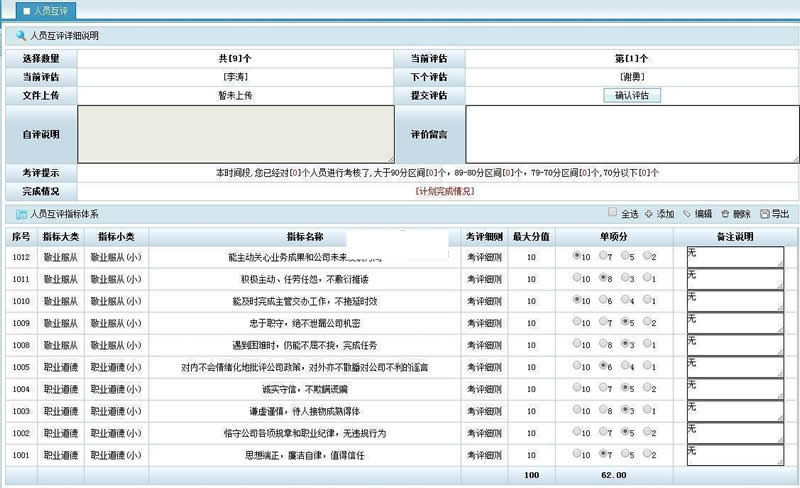 人员互评
人员互评详细说明
选择数量 共[9]个 当前评估 第[1]个
当前评估 [李涛] 下个评估 [谢勇]
文件上传 暂未上传 提交评估 确认评估
自评说明 评价留言
考评提示 本时间段,您已经对[0]个人员进行考核了,大于90分区间[0]个, 89-80分区间[0]个, 79-70分区间[0]个,70分以下[0]个
完成情况 [计划完成情况]
人员互评指标体系 全选 添加 编辑 删除 导出
序号 指标大类 指标小类 指标名称 考评细则 最大分值 单项分 备注说明
1012 敬业服从 敬业服从(小) 能主动关心业务成果和公司未来 考评细则 10 10 7 5 2 无
1011 敬业服从 敬业服从(小) 积极主动、任劳任怨，不敷衍推诿 考评细则 10 10 8 3 1 无
1010 敬业服从 敬业服从(小) 能及时完成主管交办工作，不拖延时效 考评细则 10 10 6 4 1 无
1009 敬业服从 敬业服从(小) 忠于职守，绝不泄漏公司机密 考评细则 10 10 7 5 2 无
1008 敬业服从 敬业服从(小) 遇到困难时，仍能不屈不挠，完成任务 考评细则 10 10 8 3 1 无
1005 职业道德 职业道德(小) 对内不会情绪化地批评公司政策，对外亦不散播对公司不利的谣言 考评细则 10 10 6 4 1 无
1004 职业道德 职业道德(小) 诚实守信，不欺瞒谎骗 考评细则 10 10 7 5 2 无
1003 职业道德 职业道德(小) 谦虚谨慎，待人接物成熟得体 考评细则 10 10 8 3 1 无
1002 职业道德 职业道德(小) 恪守公司各项规章和职业纪律，无违规行为 考评细则 10 10 7 5 2 无
1001 职业道德 职业道德(小) 思想端正，廉洁自律，值得信任 考评细则 10 10 7 5 2 无
100 62.00